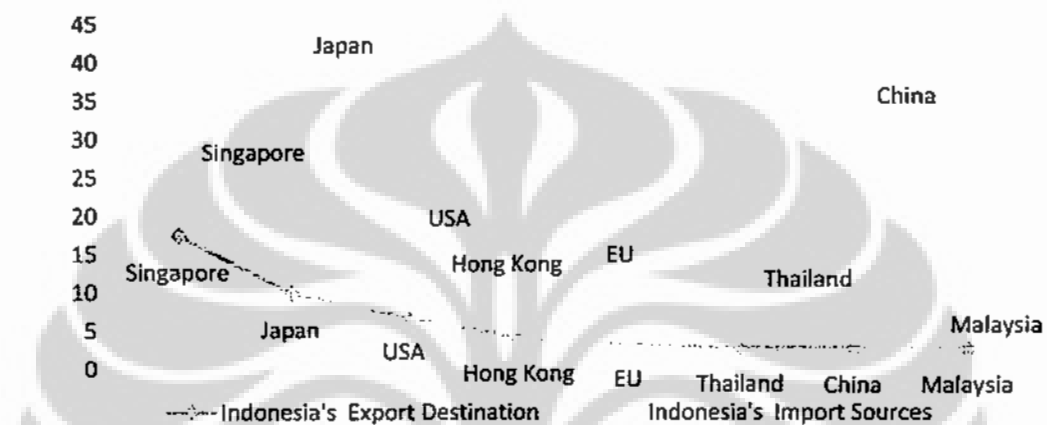 45
Japan
40
35
China
30
Singapore
25
20
USA
15
Hong Kong
EU
Singapore
Thailand
10
5
Japan
Malaysia
USA
0
Hong Kong
EU
Thailand
China
Malaysia
Indonesia's Export Destination
Indonesia's Import Sources